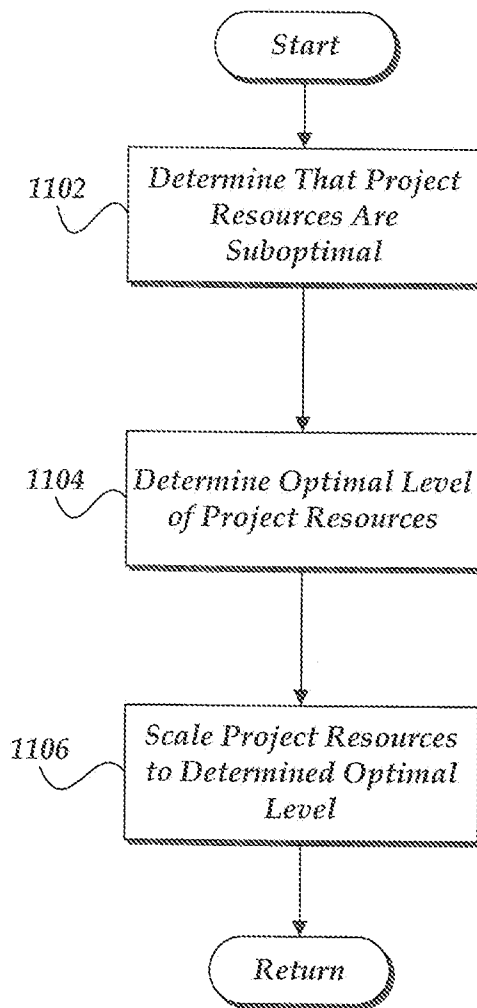 Start
1102
Determine That Project
Resources Are
Suboptimal
1104
Determine Optimal Level
of Project Resources
1106
Scale Project Resources
to Determined Optimal
Level
Return